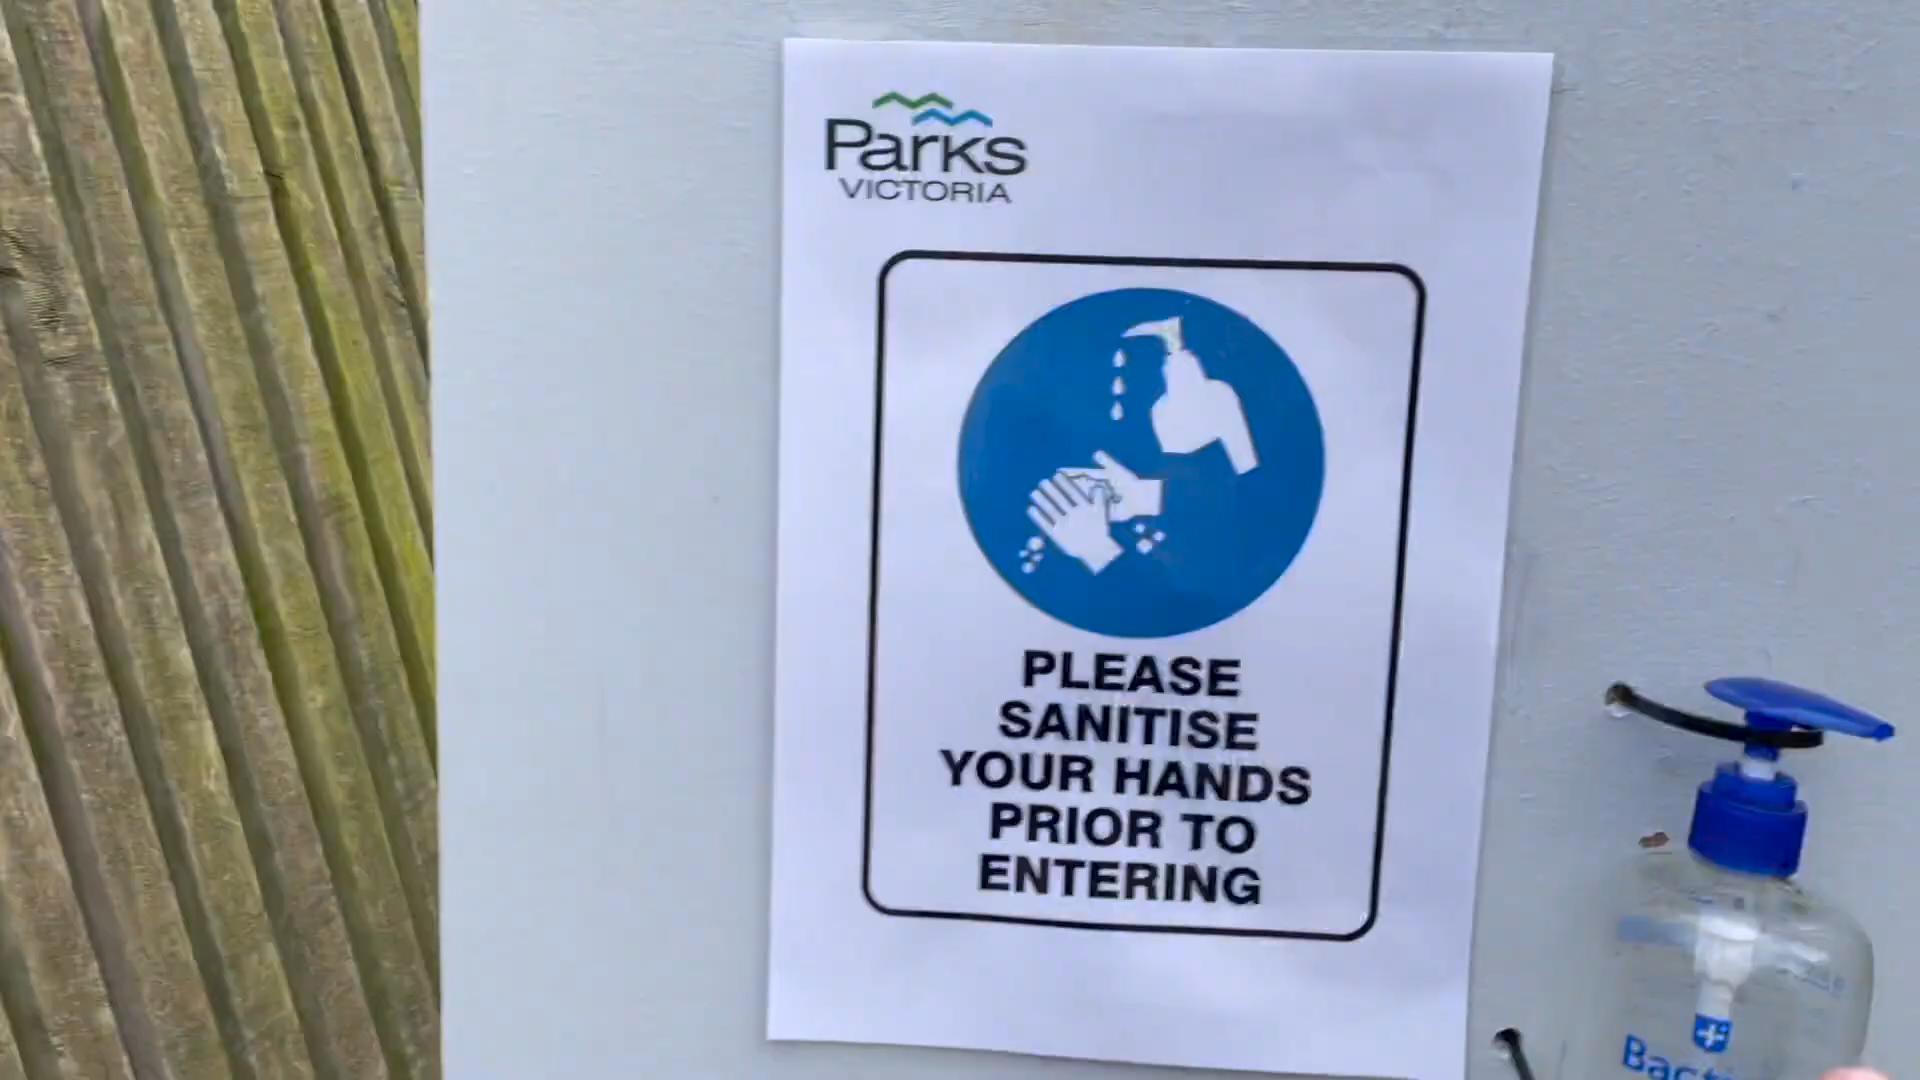 Parks
VICTORIA
PLEASE
SANITISE
YOUR HANDS
PRIOR TO
ENTERING